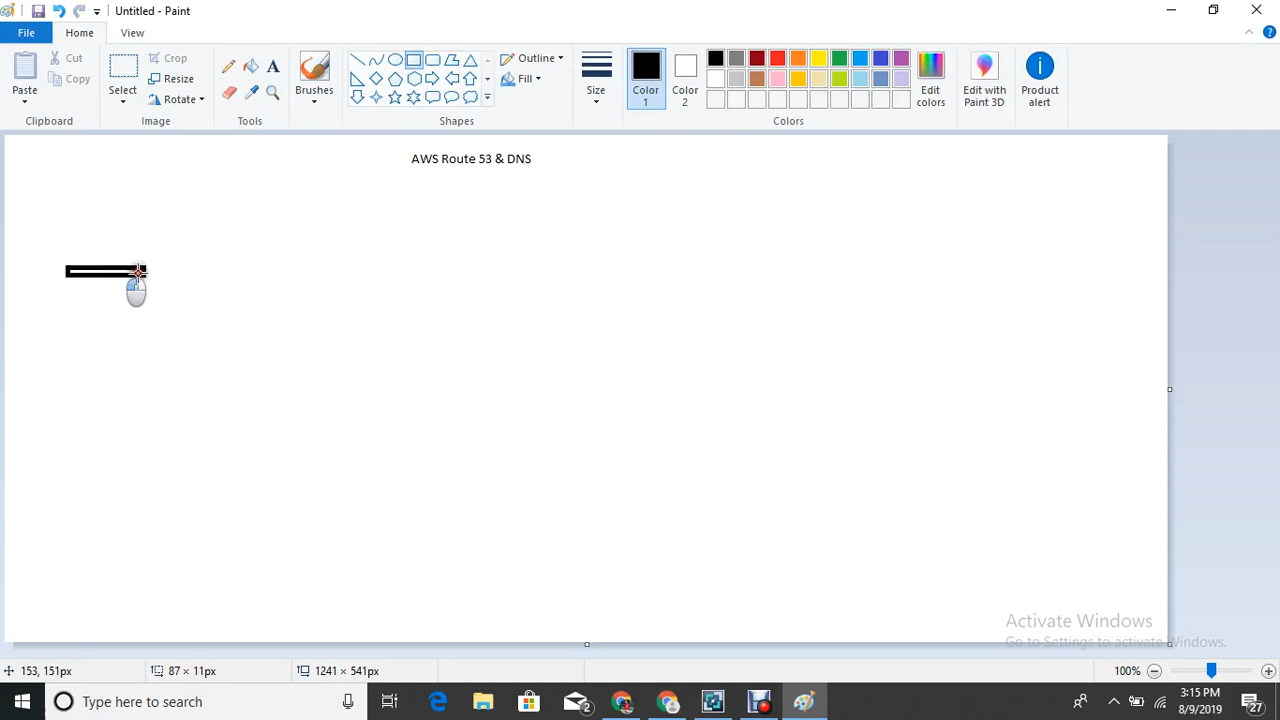 Untitled - Paint
File
Home
View
Paste
Cut
Copy
Clipboard
Select
Crop
Resize
Rotate
Image
Tools
Brushes
Shapes
Outline
Fill
Size
Color 1
Color 2
Colors
Edit colors
Edit with Paint 3D
Product alert
AWS Route 53 & DNS
Activate Windows
Go to Settings to activate Windows.
153, 151px
87 × 11px
1241 × 541px
100%
Type here to search
2
3:15 PM
8/9/2019
27